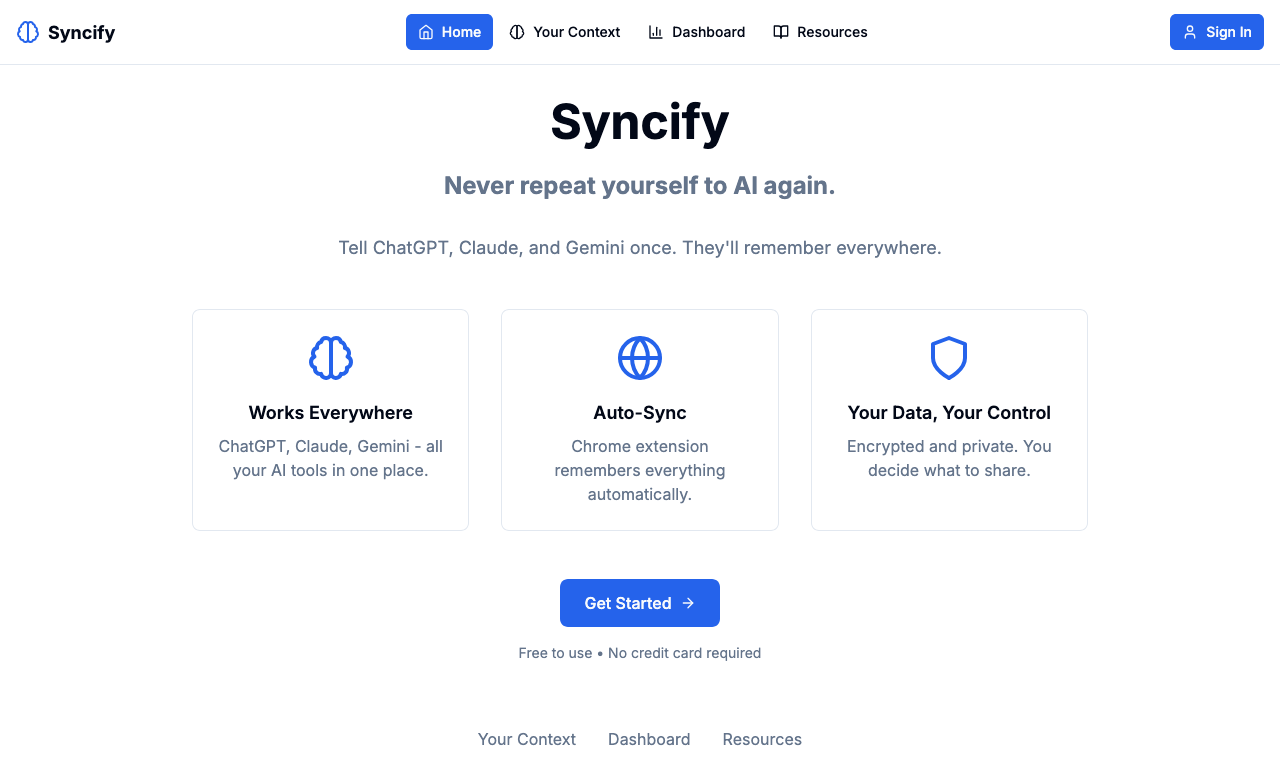 Syncify
Home
Your Context
Dashboard
Resources
Sign In
Syncify
Never repeat yourself to AI again.
Tell ChatGPT, Claude, and Gemini once. They'll remember everywhere.
Works Everywhere
ChatGPT, Claude, Gemini - all
your AI tools in one place.
Auto-Sync
Chrome extension
remembers everything
automatically.
Your Data, Your Control
Encrypted and private. You
decide what to share.
Get Started
Free to use • No credit card required
Your Context
Dashboard
Resources